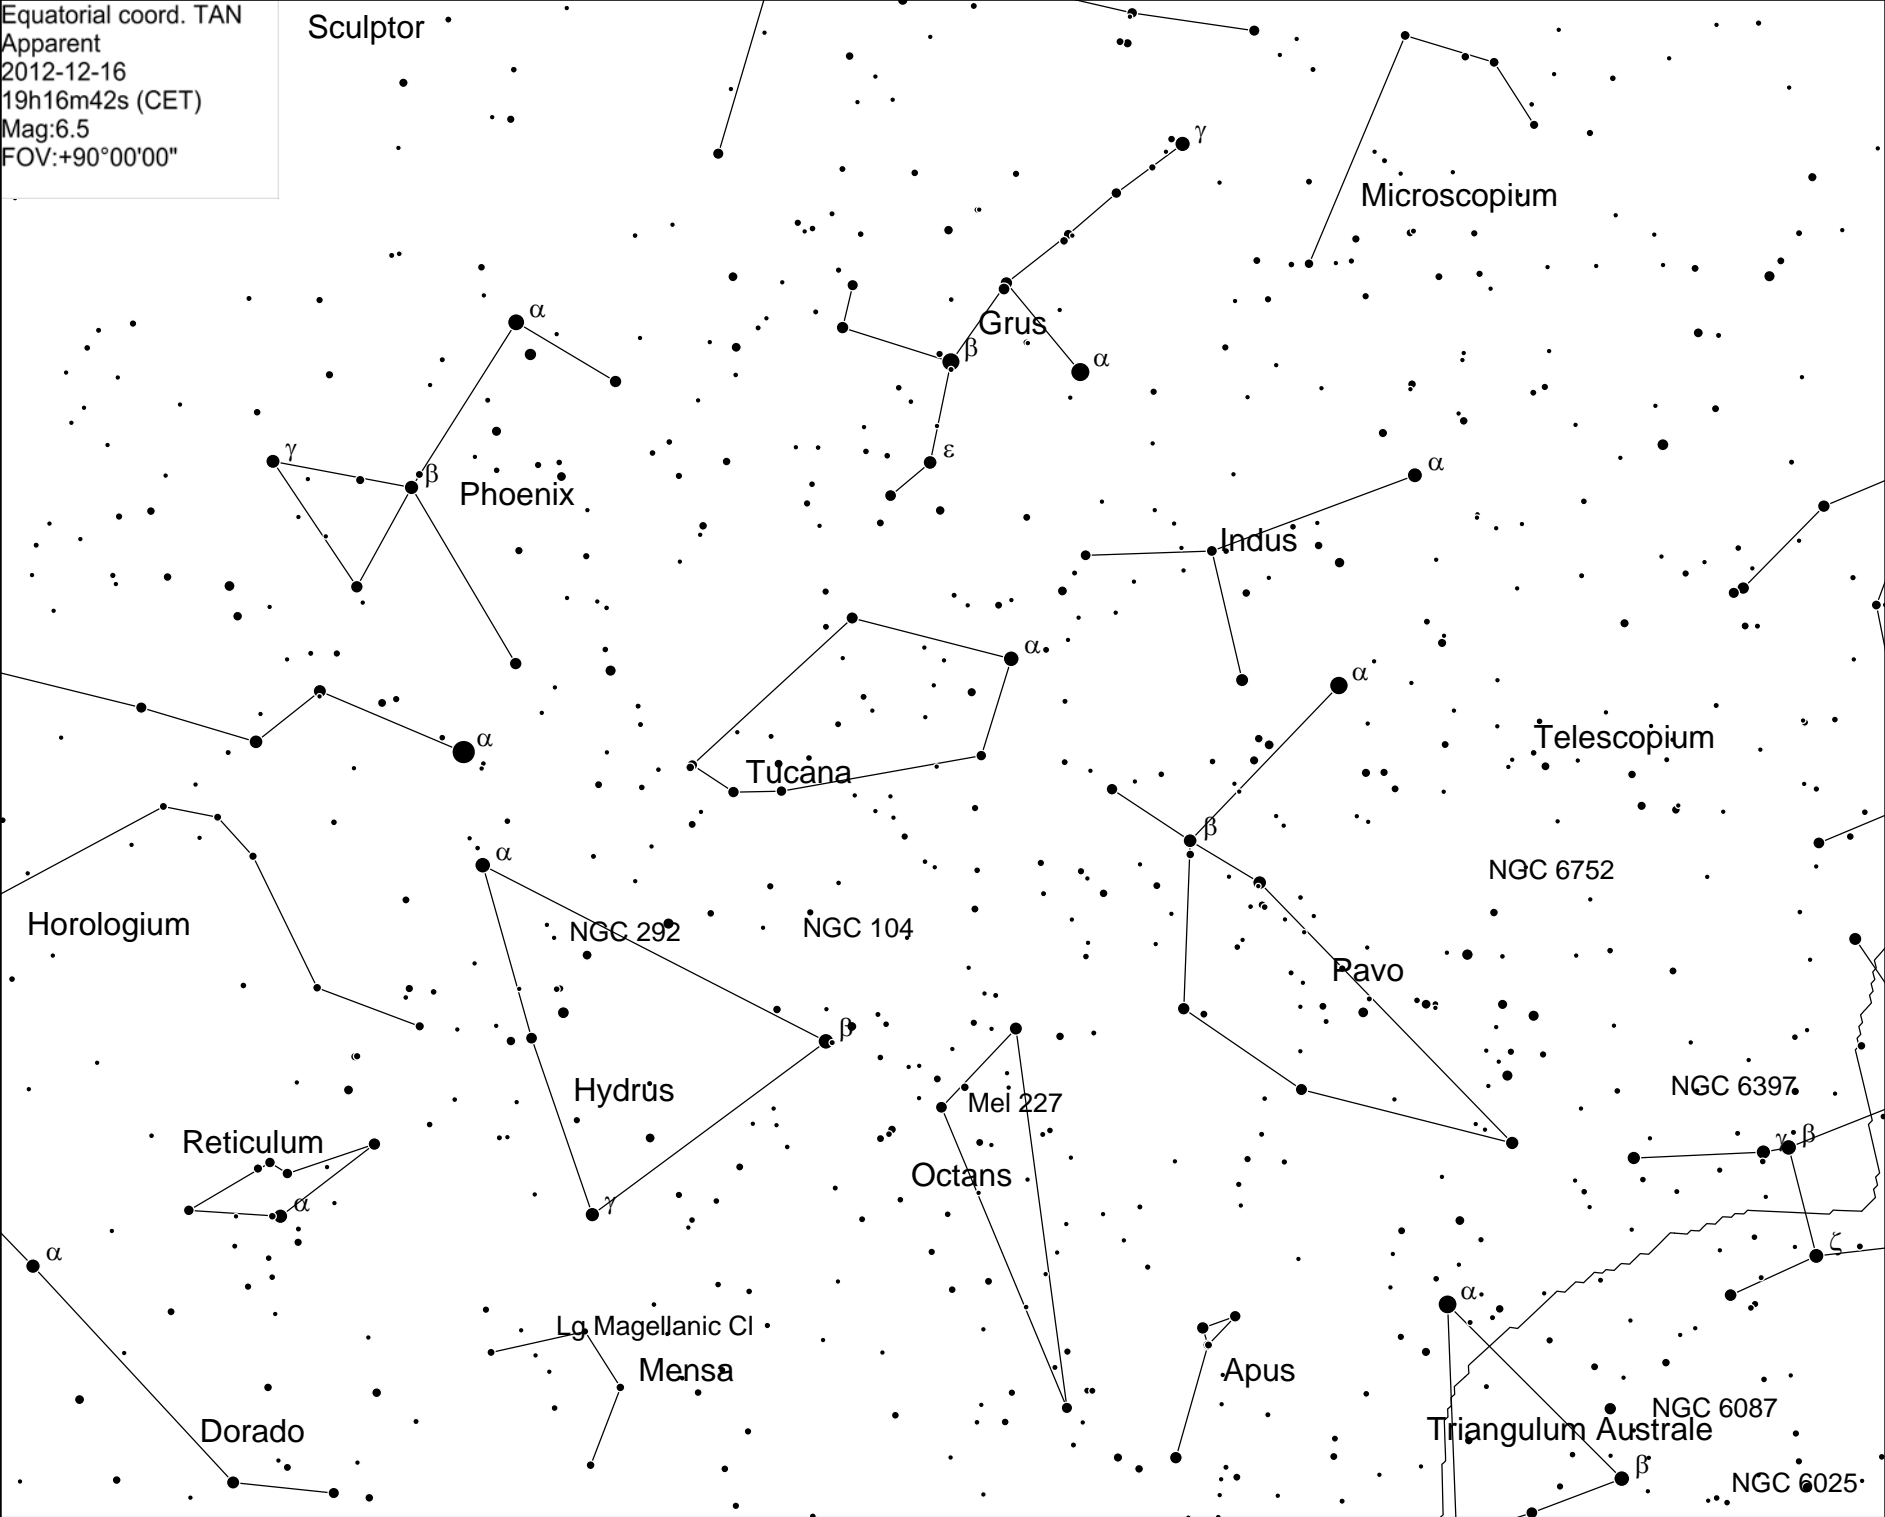 Equatorial coord. TAN
Apparent
2012-12-16
19h16m42s (CET)
Mag:6.5
FOV:+90°00'00"
Sculptor
γ
Microscopium
α
Grus
β
α
γ
β
Phoenix
ε
α
Indus
α
α
α
Telescopium
Tucana
β
α
NGC 6752
Horologium
NGC 292
NGC 104
Pavo
β
Hydrus
NGC 6397
Mel 227
Reticulum
γ β
Octans
α
γ
α
ζ
α
Lg Magellanic Cl
Mensa
Apus
NGC 6087
Dorado
Triangulum Australe
β
NGC 6025